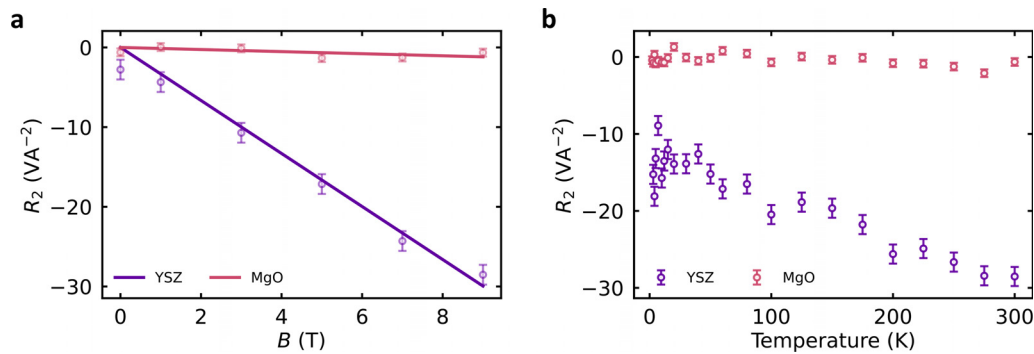 a
R₂ (VA⁻²)
0
−10
−20
−30
YSZ
MgO
0
2
4
6
8
B (T)
b
R₂ (VA⁻²)
0
−10
−20
−30
YSZ
MgO
0
100
200
300
Temperature (K)